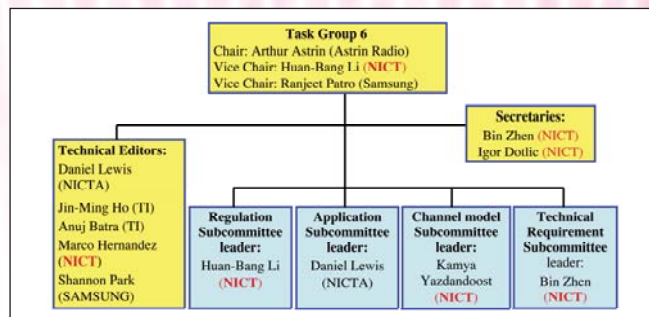 Task Group 6
Chair: Arthur Astrin (Astrin Radio)
Vice Chair: Huan-Bang Li (NICT)
Vice Chair: Ranjeet Patro (Samsung)
Secretaries:
Bin Zhen (NICT)
Igor Dotlic (NICT)
Technical Editors:
Daniel Lewis
(NICTA)
Jin-Ming Ho (TI)
Anuj Batra (TI)
Marco Hernandez
(NICT)
Shannon Park
(SAMSUNG)
Regulation
Subcommittee
leader:
Huan-Bang Li
(NICT)
Application
Subcommittee
leader:
Daniel Lewis
(NICTA)
Channel model
Subcommittee
leader:
Kamya
Yazdandoost
(NICT)
Technical
Requirement
Subcommittee
leader:
Bin Zhen
(NICT)